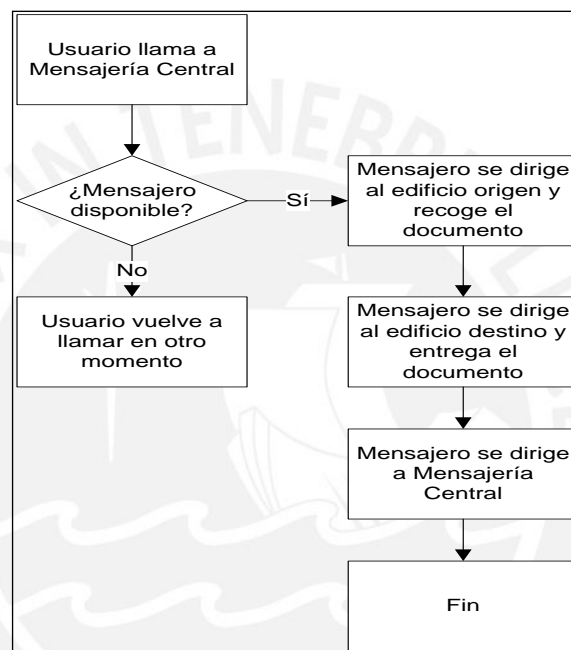 Usuario llama a
Mensajería Central
¿Mensajero
disponible?
Sí
Mensajero se dirige
al edificio origen y
recoge el
documento
No
Usuario vuelve a
llamar en otro
momento
Mensajero se dirige
al edificio destino y
entrega el
documento
Mensajero se dirige
a Mensajería
Central
Fin